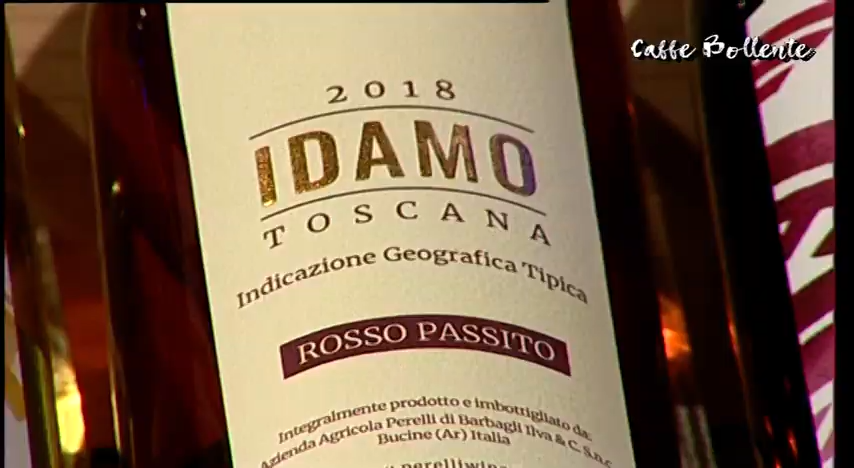 Caffe Bollente
2018
IDAMO
TOSCANA
Indicazione Geografica Tipica
ROSSO PASSITO
Integralmente prodotto e imbottigliato da:
Azienda Agricola Perelli di Barbagli Ilva & C. S.n.c
Bucine (Ar) Italia